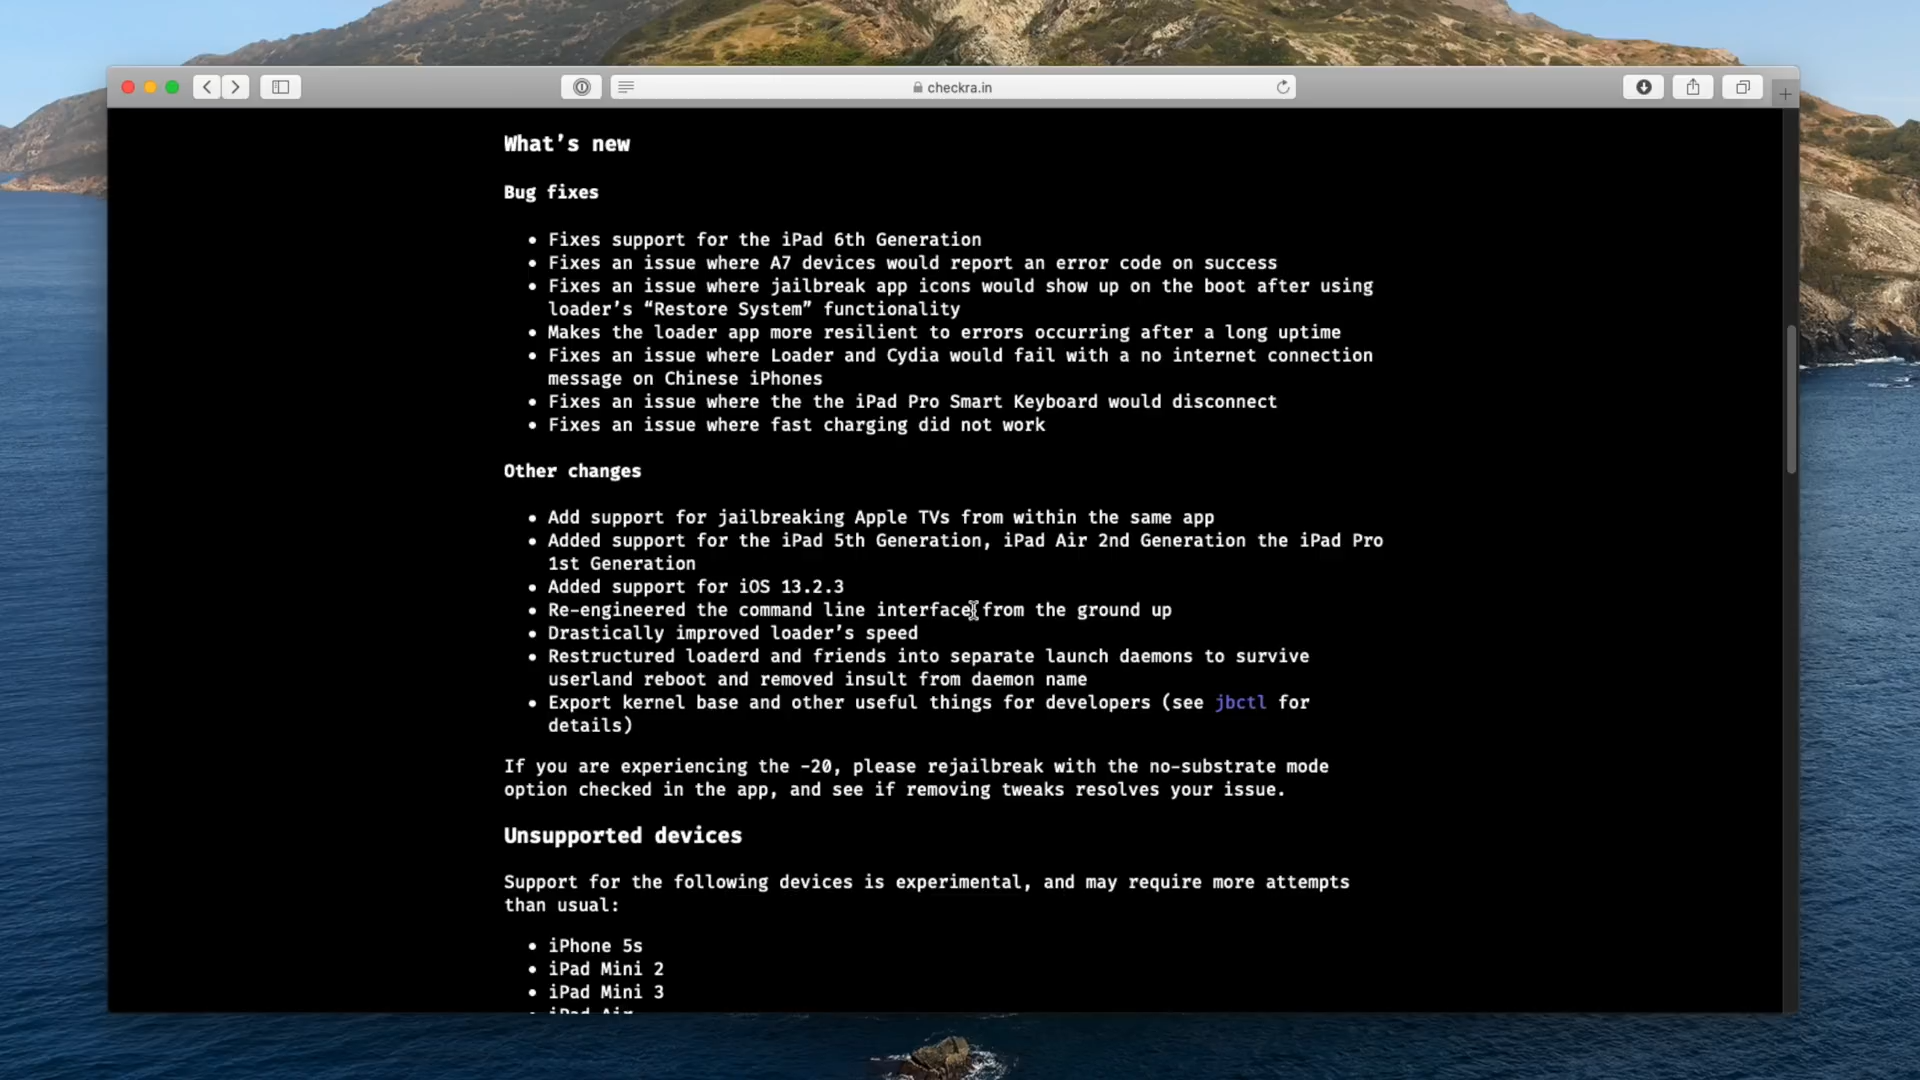 checkra.in
What's new
Bug fixes
• Fixes support for the iPad 6th Generation
• Fixes an issue where A7 devices would report an error code on success
• Fixes an issue where jailbreak app icons would show up on the boot after using
loader's “Restore System” functionality
• Makes the loader app more resilient to errors occurring after a long uptime
• Fixes an issue where Loader and Cydia would fail with a no internet connection
message on Chinese iPhones
• Fixes an issue where the the iPad Pro Smart Keyboard would disconnect
• Fixes an issue where fast charging did not work
Other changes
• Add support for jailbreaking Apple TVs from within the same app
• Added support for the iPad 5th Generation, iPad Air 2nd Generation the iPad Pro
1st Generation
• Added support for iOS 13.2.3
• Re-engineered the command line interface from the ground up
• Drastically improved loader's speed
• Restructured loaderd and friends into separate launch daemons to survive
userland reboot and removed insult from daemon name
• Export kernel base and other useful things for developers (see jbctl for
details)
If you are experiencing the -20, please rejailbreak with the no-substrate mode
option checked in the app, and see if removing tweaks resolves your issue.
Unsupported devices
Support for the following devices is experimental, and may require more attempts
than usual:
• iPhone 5s
• iPad Mini 2
• iPad Mini 3
• iPad Air